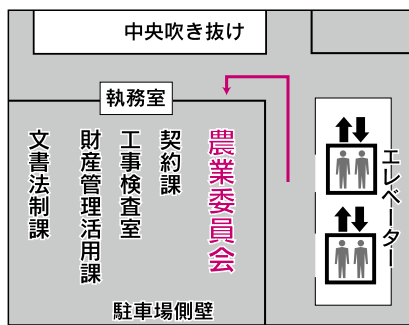 中央吹き抜け
執務室
農業委員会
契約課
工事検査室
財産管理活用課
文書法制課
エレベーター
駐車場側壁